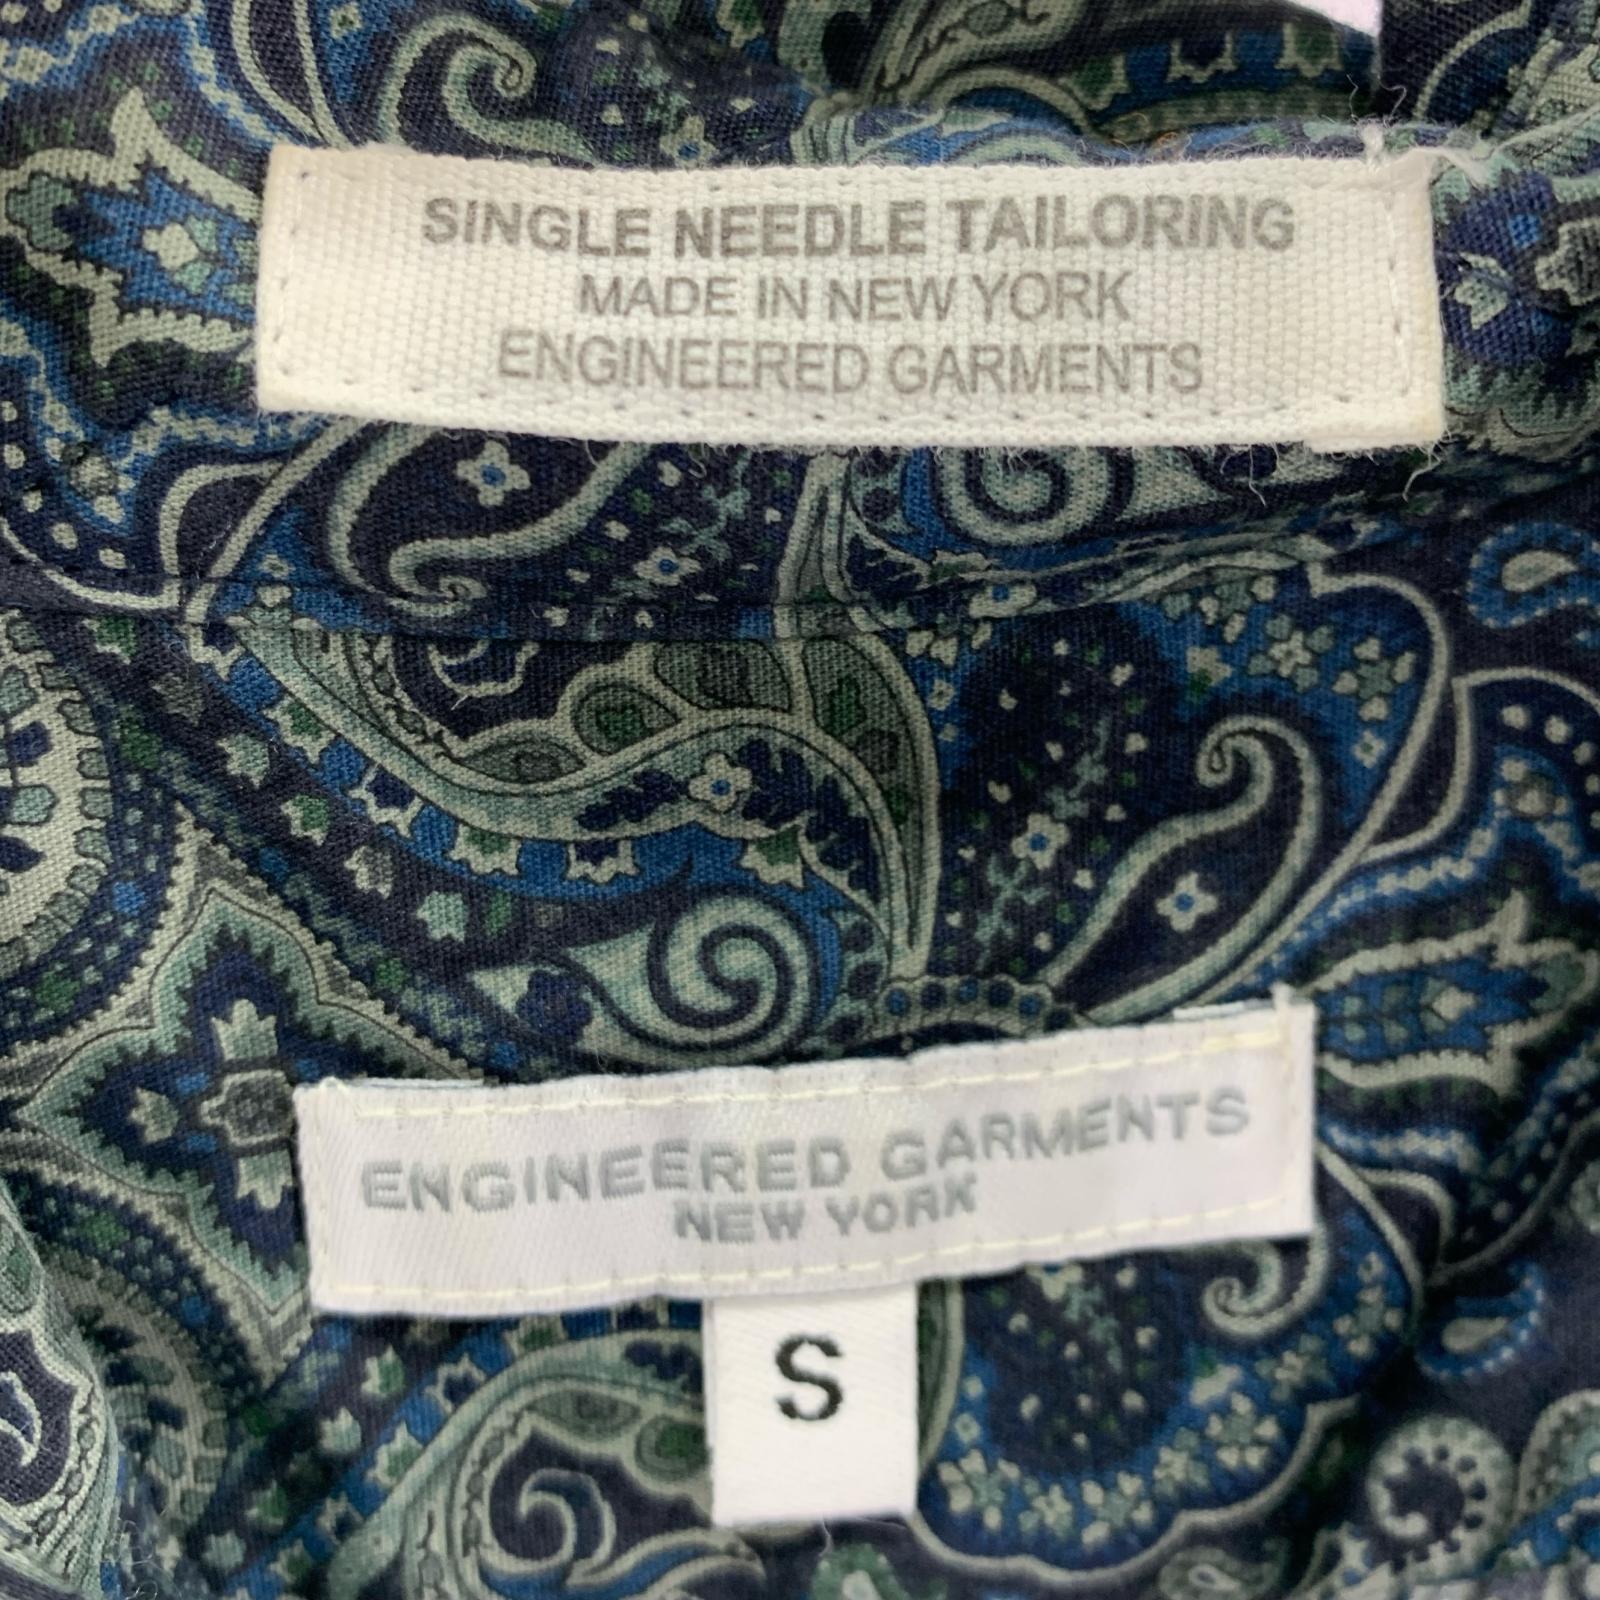 SINGLE NEEDLE TAILORING
MADE IN NEW YORK
ENGINEERED GARMENTS
ENGINEERED GARMENTS
NEW YORK
S